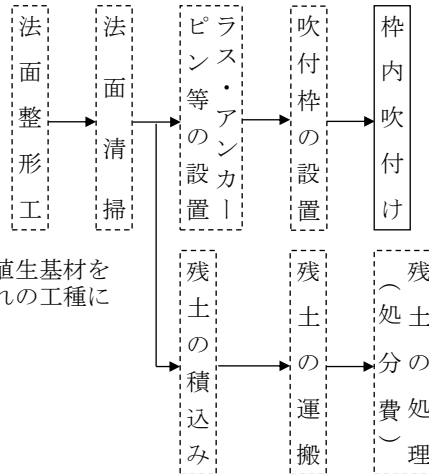 法面整形工
法面清掃
ラス・アンカー
ピン等の設置
吹付枠の設置
枠内吹付け
植生基材を
れの工種に
残土の積込み
残土の運搬
残土の処理
（処分費）